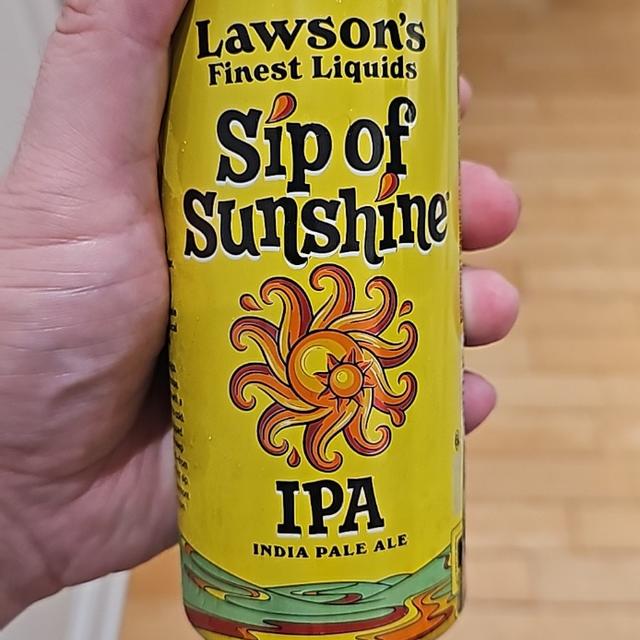 Lawson's
Finest Liquids
Sip of
Sunshine
IPA
INDIA PALE ALE